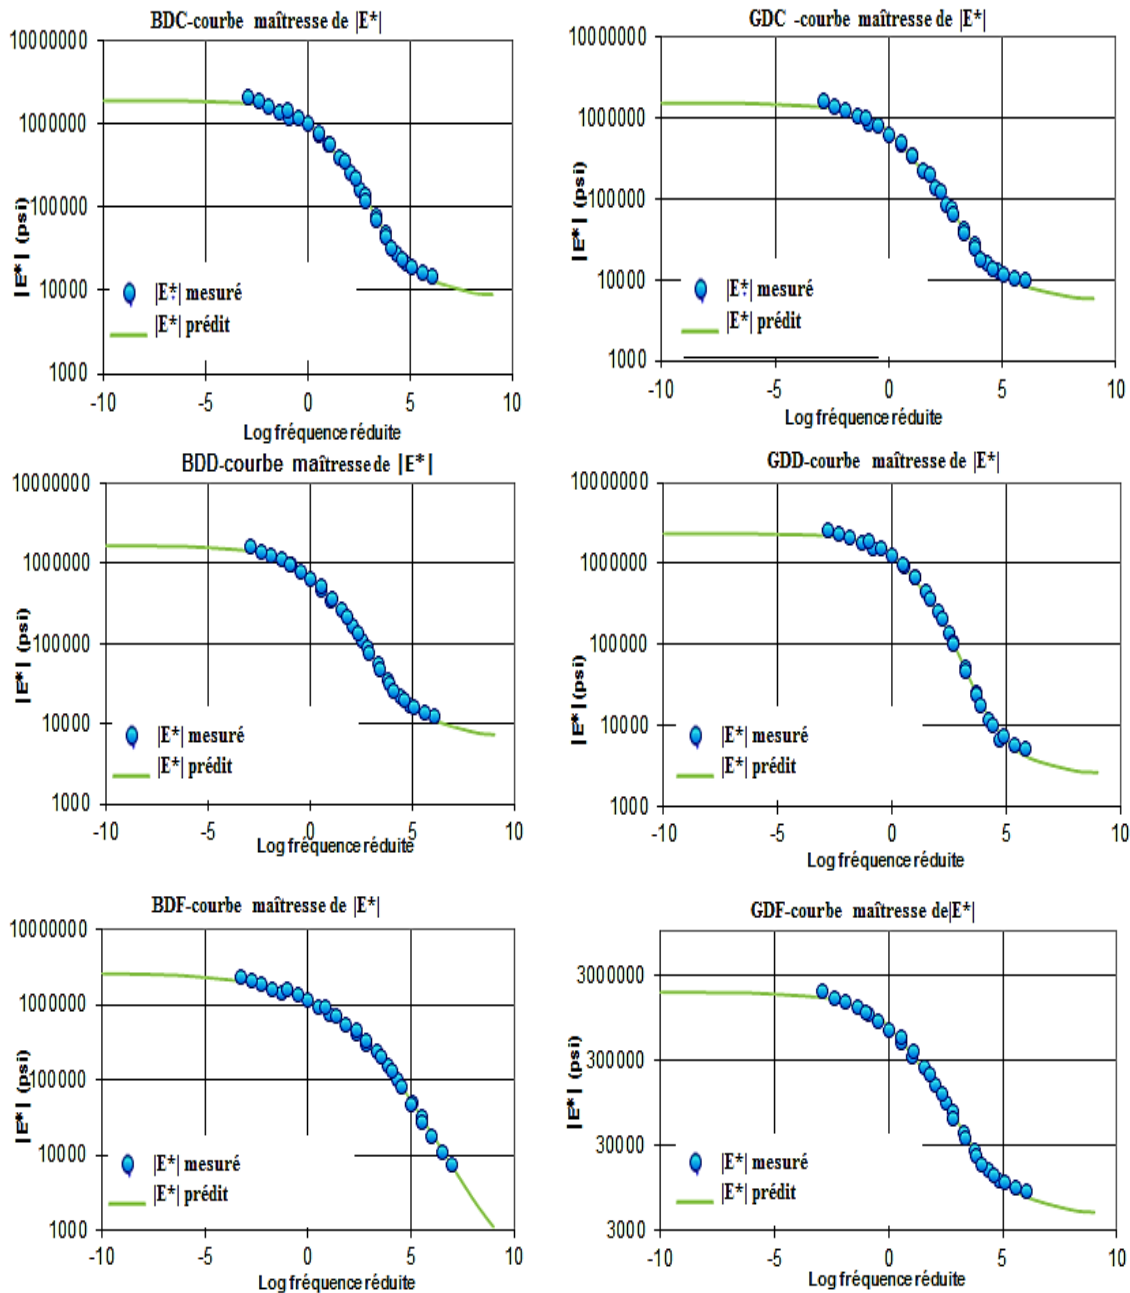 BDC-courbe maîtresse de |E*|
10000000
1000000
100000
10000
1000
|E*| (psi)
|E*| mesuré
|E*| prédit
-10 -5 0 5 10
Log fréquence réduite
GDC -courbe maîtresse de |E*|
10000000
1000000
100000
10000
1000
|E*| (psi)
|E*| mesuré
|E*| prédit
-10 -5 0 5 10
Log fréquence réduite
BDD-courbe maîtresse de |E*|
10000000
1000000
100000
10000
1000
|E*| (psi)
|E*| mesuré
|E*| prédit
-10 -5 0 5 10
Log fréquence réduite
GDD-courbe maîtresse de |E*|
10000000
1000000
100000
10000
1000
|E*| (psi)
|E*| mesuré
|E*| prédit
-10 -5 0 5 10
Log fréquence réduite
BDF-courbe maîtresse de |E*|
10000000
1000000
100000
10000
1000
|E*| (psi)
|E*| mesuré
|E*| prédit
-10 -5 0 5 10
Log fréquence réduite
GDF-courbe maîtresse de|E*|
3000000
300000
30000
3000
|E*| (psi)
|E*| mesuré
|E*| prédit
-10 -5 0 5 10
Log fréquence réduite